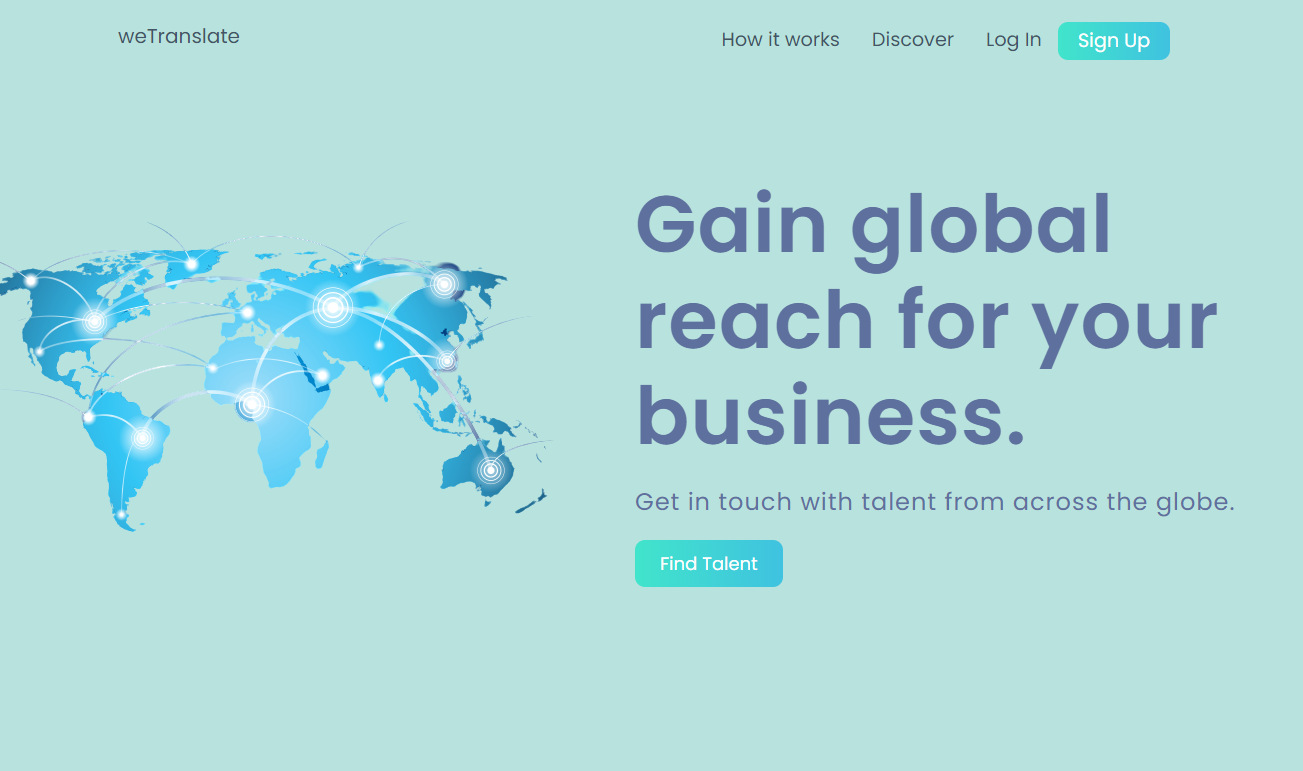 weTranslate
How it works
Discover
Log In
Sign Up
Gain global
reach for your
business.
Get in touch with talent from across the globe.
Find Talent